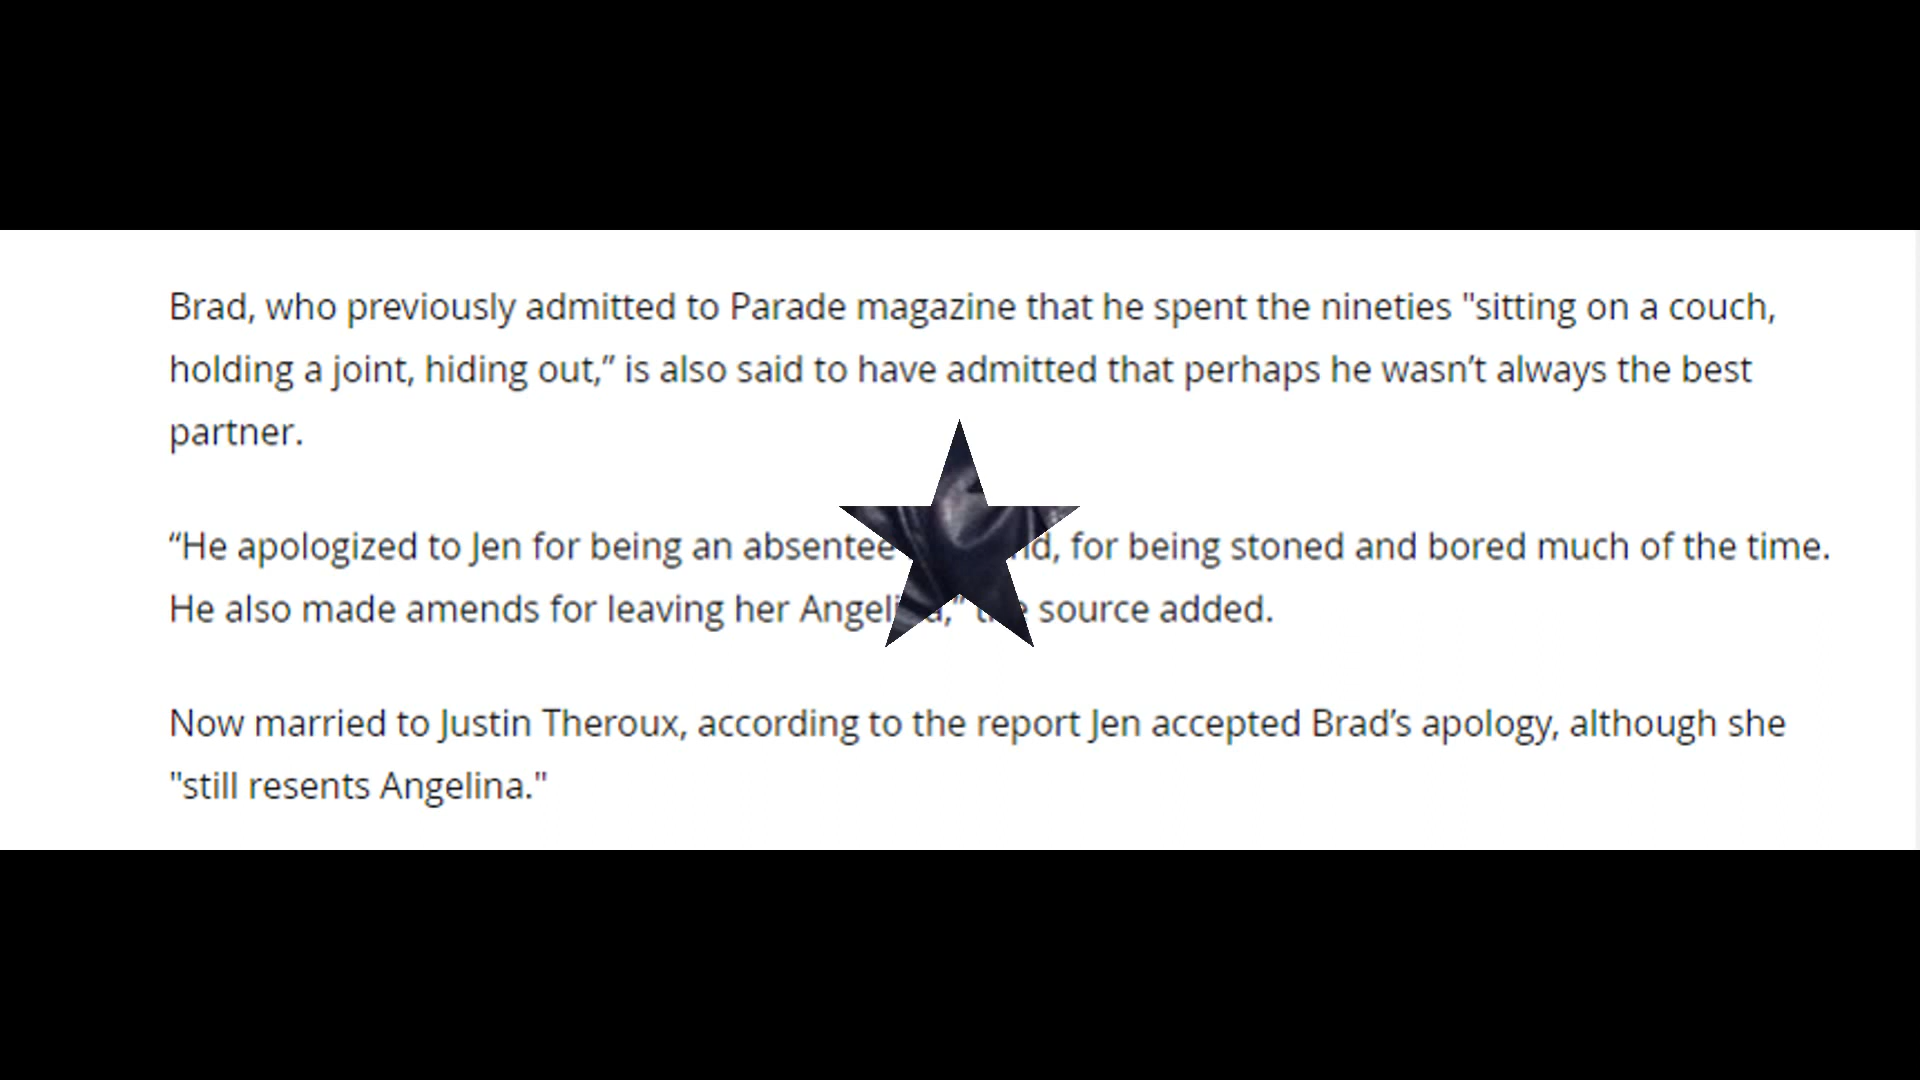 Brad, who previously admitted to Parade magazine that he spent the nineties "sitting on a couch,
holding a joint, hiding out,” is also said to have admitted that perhaps he wasn’t always the best
partner.
“He apologized to Jen for being an absentee for being stoned and bored much of the time.
He also made amends for leaving her Angelina,” the source added.
Now married to Justin Theroux, according to the report Jen accepted Brad’s apology, although she
"still resents Angelina."